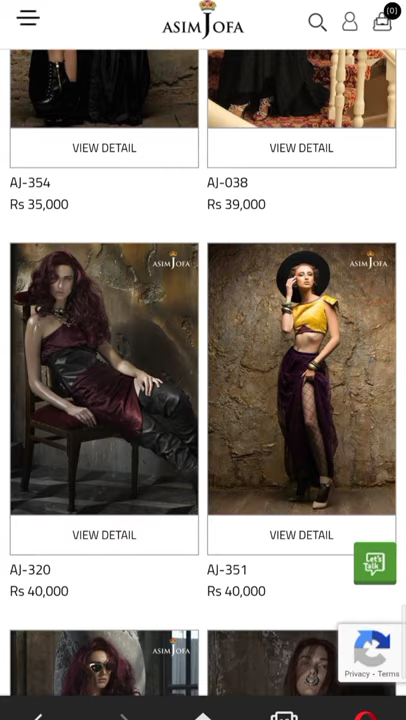 ASIM JOFA
(0)
VIEW DETAIL
VIEW DETAIL
AJ-354
AJ-038
Rs 35,000
Rs 39,000
ASIM JOFA
ASIM JOFA
VIEW DETAIL
VIEW DETAIL
Let's
Talk
AJ-320
AJ-351
Rs 40,000
Rs 40,000
ASIM JOFA
Privacy - Terms